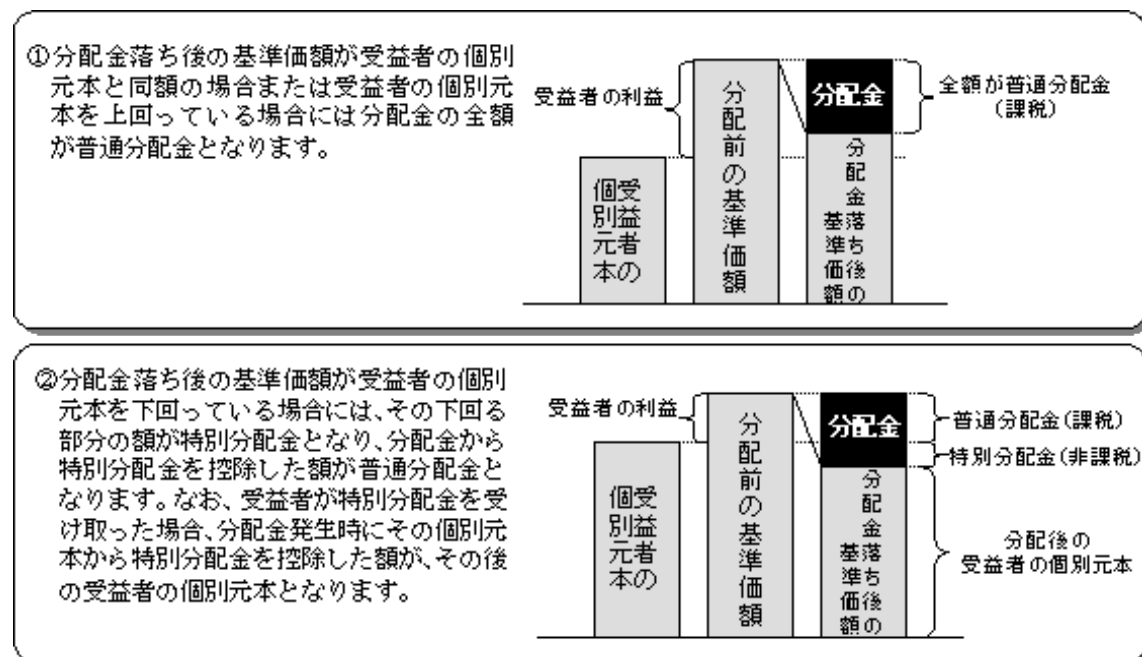 ①分配金落ち後の基準価額が受益者の個別
元本と同額の場合または受益者の個別元
本を上回っている場合には分配金の全額
が普通分配金となります。
受益者の利益
受益者の
個別元本
分配前の基準価額
分配金
分配金落ち後の
基準価額
全額が普通分配金
(課税)
②分配金落ち後の基準価額が受益者の個別
元本を下回っている場合には、その下回る
部分の額が特別分配金となり、分配金から
特別分配金を控除した額が普通分配金と
なります。なお、受益者が特別分配金を受
け取った場合、分配金発生時にその個別元
本から特別分配金を控除した額が、その後
の受益者の個別元本となります。
受益者の利益
受益者の
個別元本
分配前の基準価額
分配金
分配金落ち後の
基準価額
普通分配金(課税)
特別分配金(非課税)
分配後の
受益者の個別元本